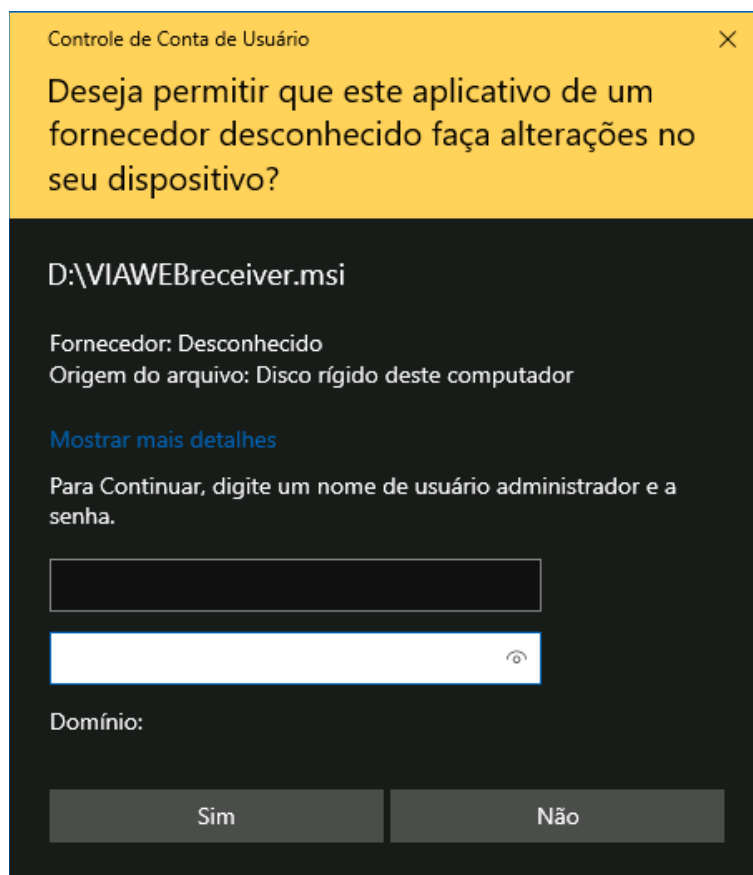 Controle de Conta de Usuário
Deseja permitir que este aplicativo de um
fornecedor desconhecido faça alterações no
seu dispositivo?
D:\VIAWEBreceiver.msi
Fornecedor: Desconhecido
Origem do arquivo: Disco rígido deste computador
Mostrar mais detalhes
Para Continuar, digite um nome de usuário administrador e a
senha.
Domínio:
Sim
Não